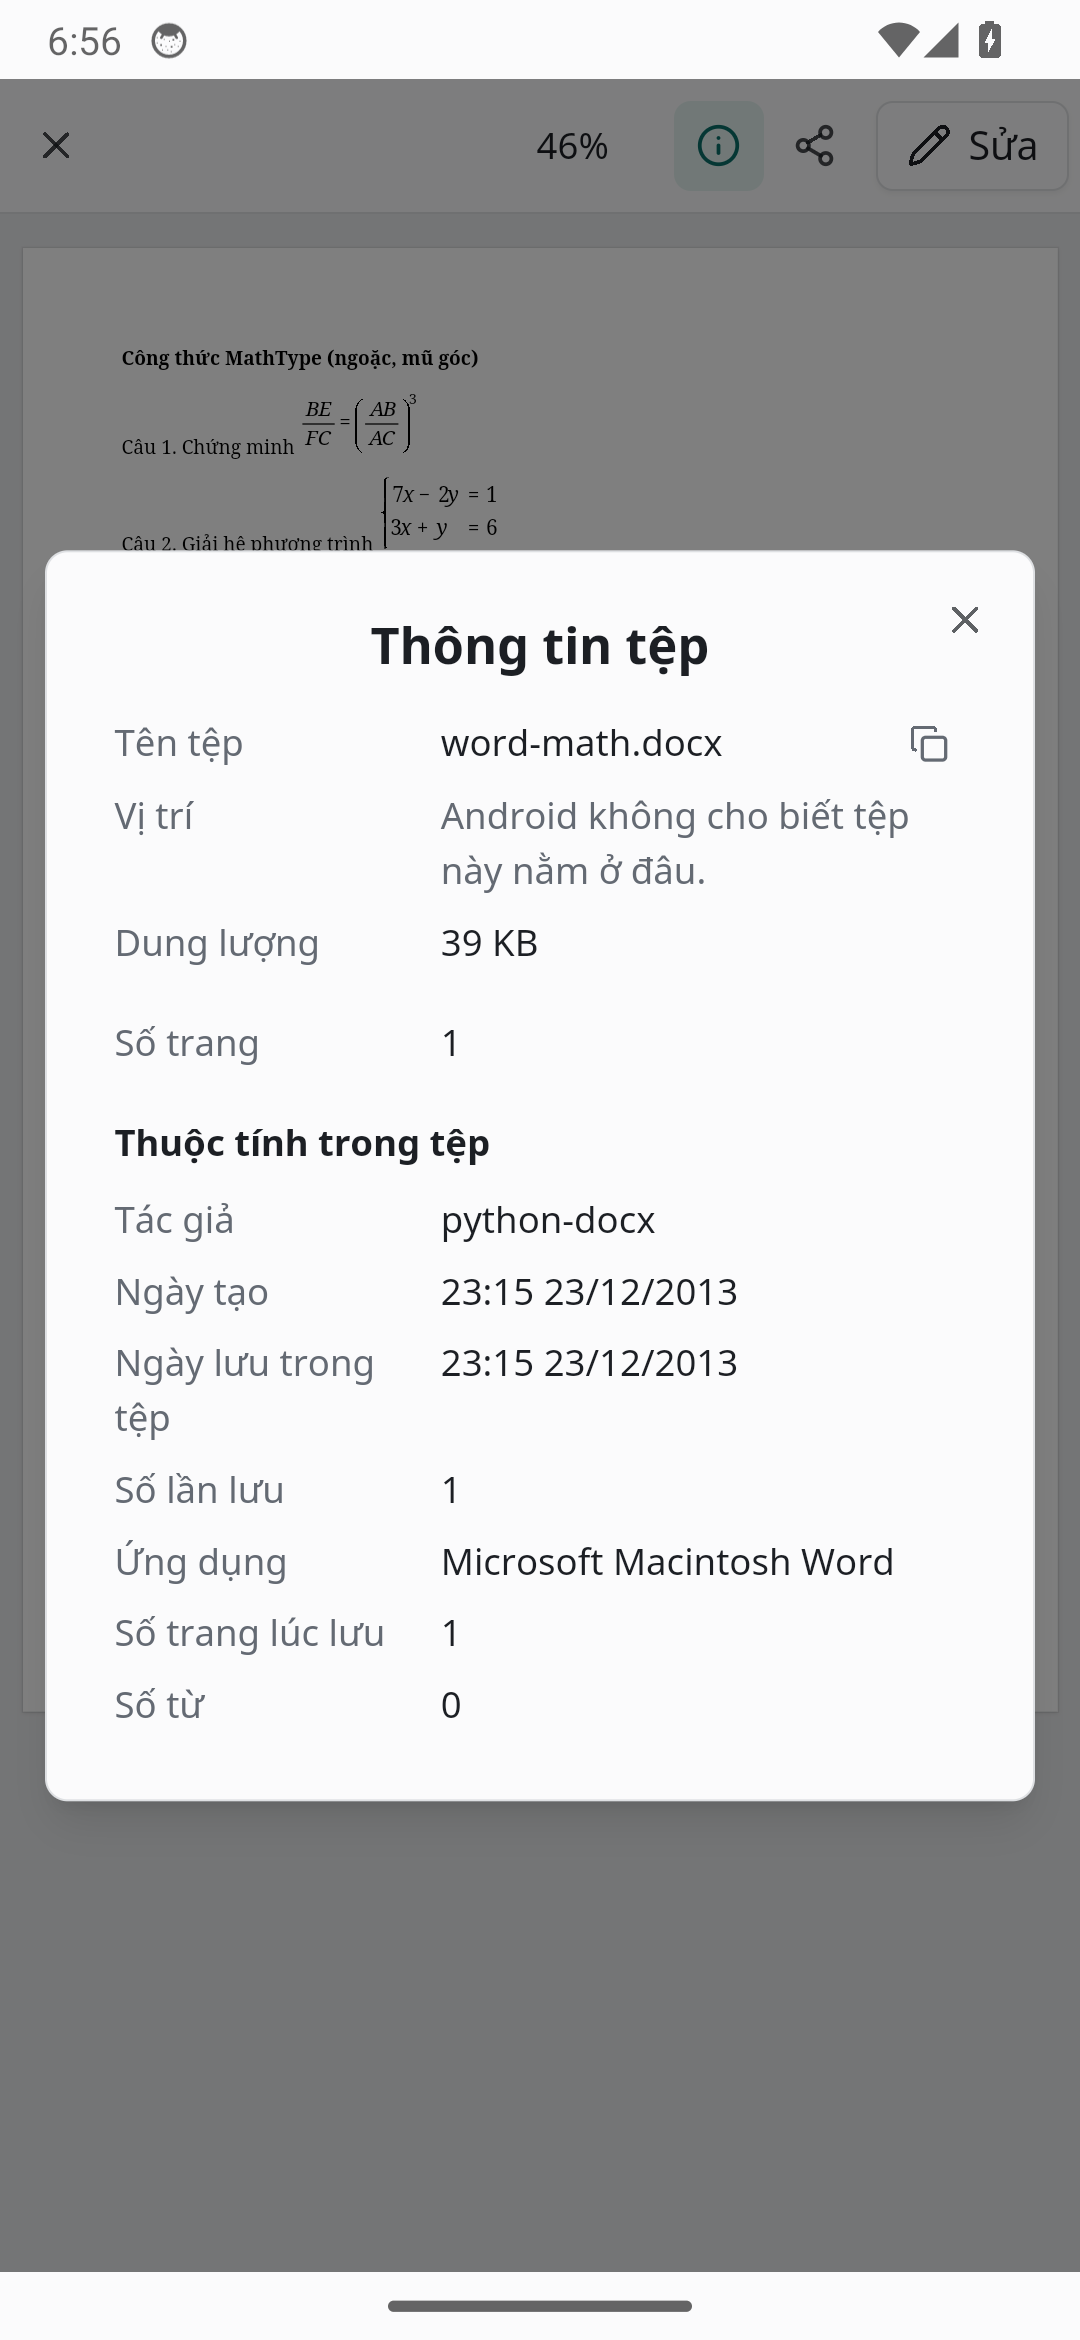 6:56
46%
Sửa
Công thức MathType (ngoặc, mũ góc)
Câu 1. Chứng minh BE/FC = (AB/AC)^3
Câu 2. Giải hệ phương trình { 7x − 2y = 1
3x + y = 6
Thông tin tệp
Tên tệp word-math.docx
Vị trí Android không cho biết tệp
này nằm ở đâu.
Dung lượng 39 KB
Số trang 1
Thuộc tính trong tệp
Tác giả python-docx
Ngày tạo 23:15 23/12/2013
Ngày lưu trong 23:15 23/12/2013
tệp
Số lần lưu 1
Ứng dụng Microsoft Macintosh Word
Số trang lúc lưu 1
Số từ 0